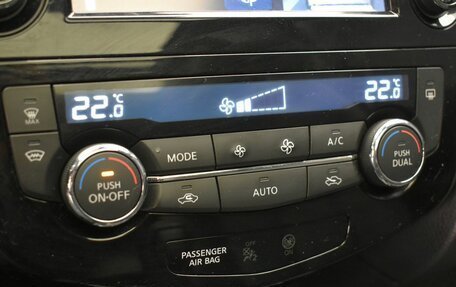 22.0 °C
22.0 °C
MAX
MODE
A/C
PUSH
ON-OFF
AUTO
PUSH
DUAL
PASSENGER
AIR BAG
OFF
ON